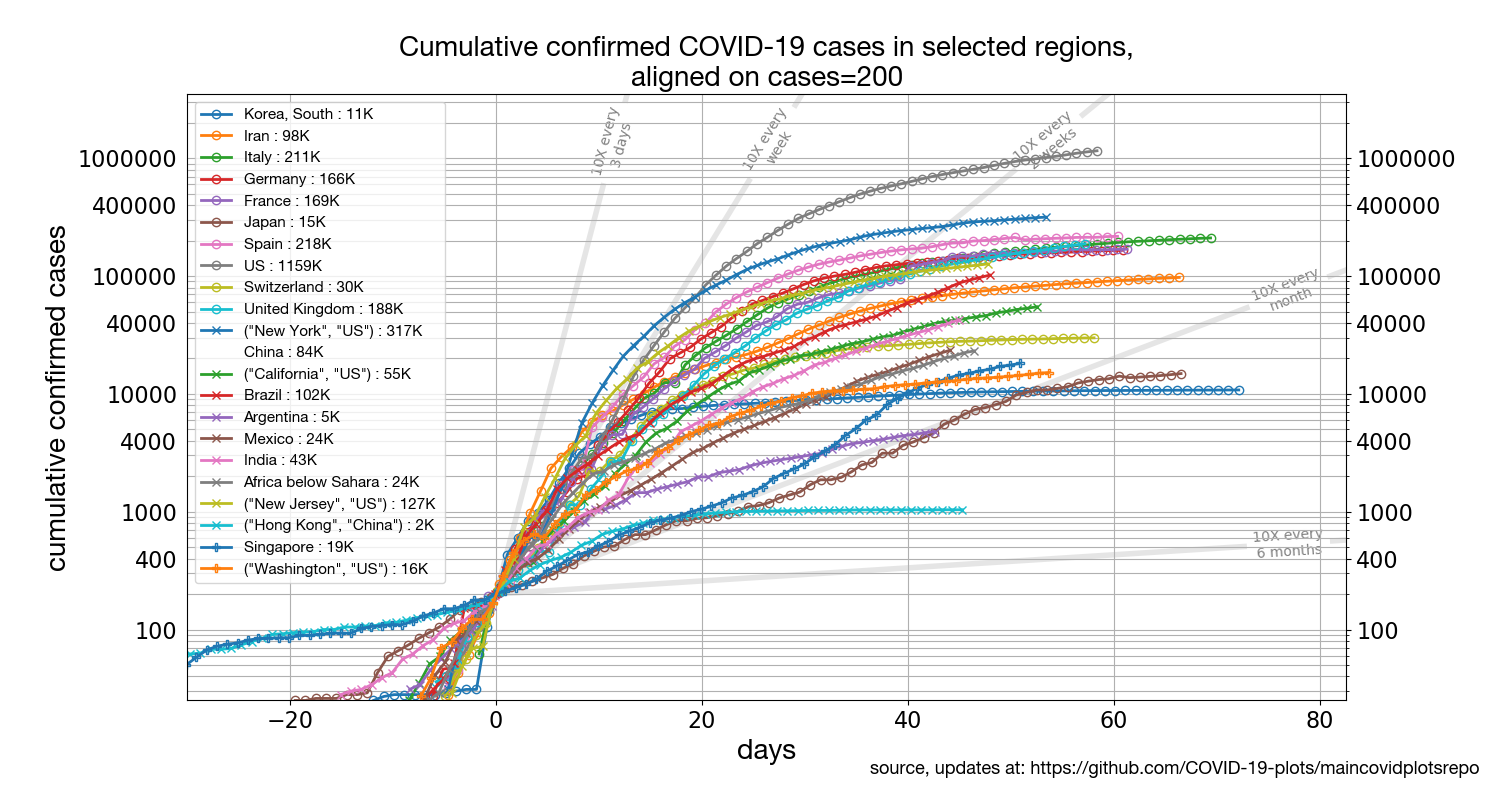 Cumulative confirmed COVID-19 cases in selected regions,
aligned on cases=200
10X every
3 days
10X every
week
10X every
2 weeks
10X every
month
10X every
6 months
Korea, South : 11K
Iran : 98K
Italy : 211K
Germany : 166K
France : 169K
Japan : 15K
Spain : 218K
US : 1159K
Switzerland : 30K
United Kingdom : 188K
("New York", "US") : 317K
China : 84K
("California", "US") : 55K
Brazil : 102K
Argentina : 5K
Mexico : 24K
India : 43K
Africa below Sahara : 24K
("New Jersey", "US") : 127K
("Hong Kong", "China") : 2K
Singapore : 19K
("Washington", "US") : 16K
cumulative confirmed cases
1000000
400000
100000
40000
10000
4000
1000
400
100
1000000
400000
100000
40000
10000
4000
1000
400
100
−20
0
20
40
60
80
days
source, updates at: https://github.com/COVID-19-plots/maincovidplotsrepo